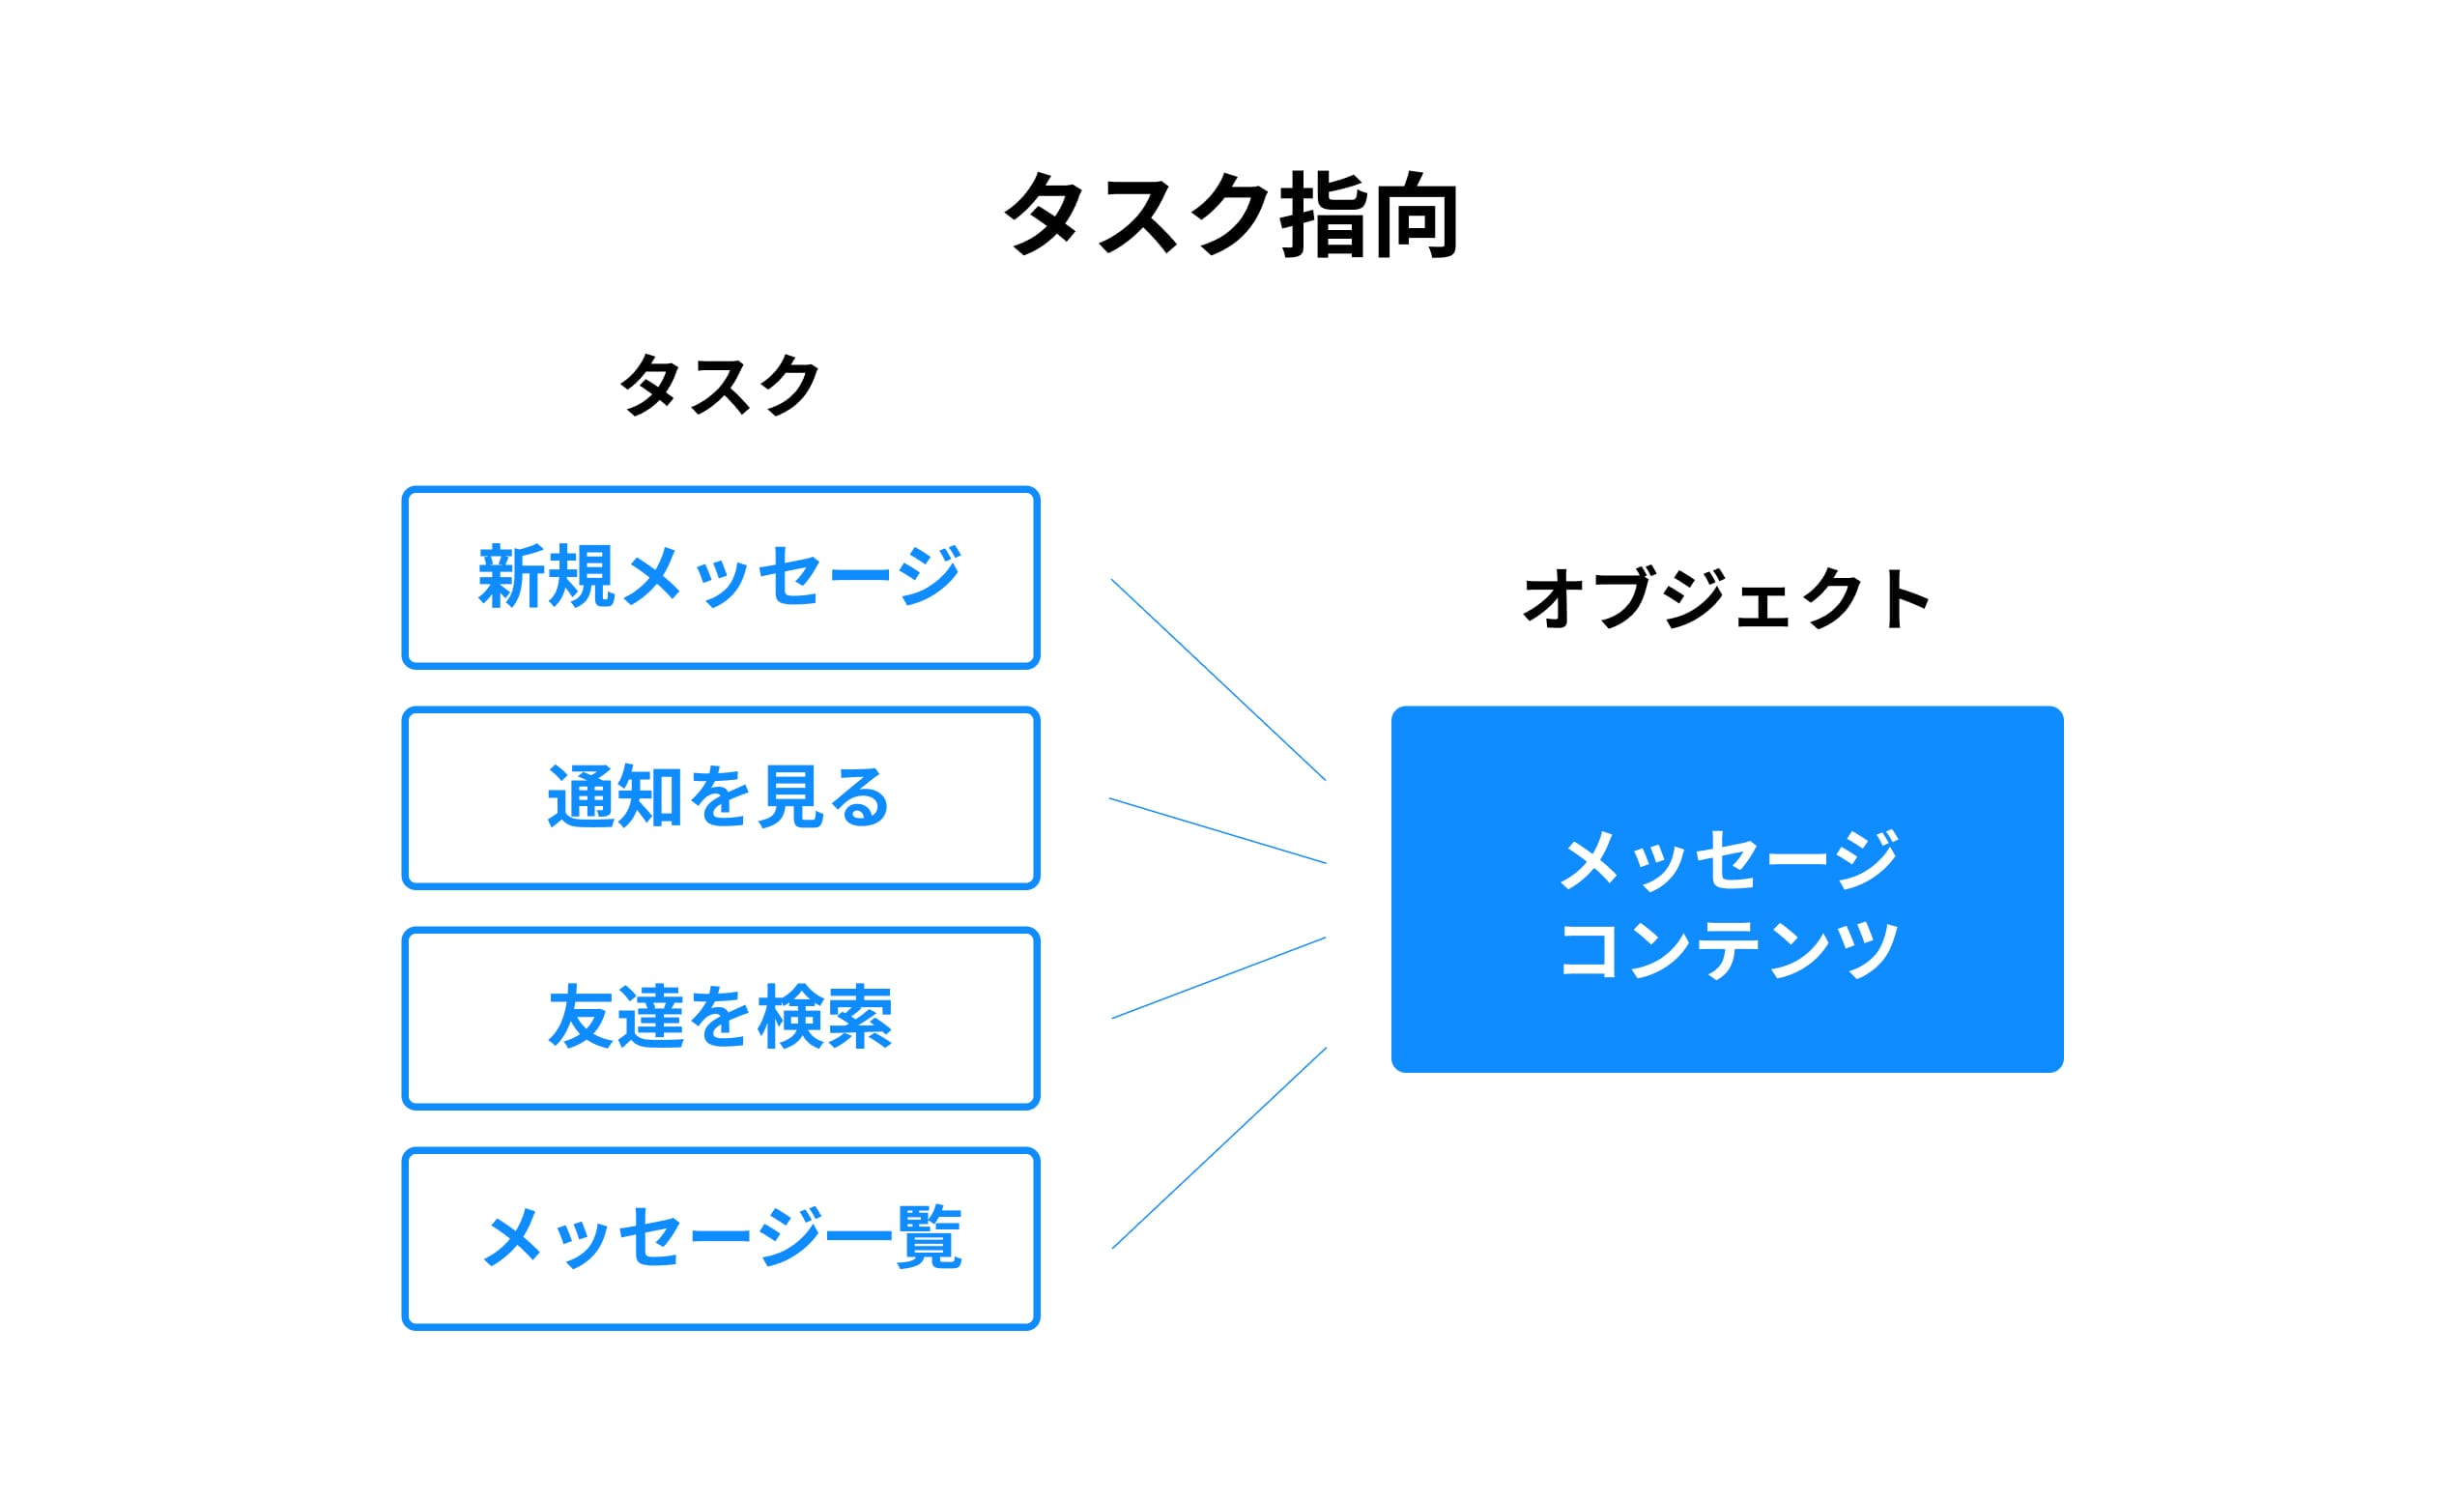 タスク指向
タスク
新規メッセージ
通知を見る
友達を検索
メッセージ一覧
オブジェクト
メッセージ
コンテンツ